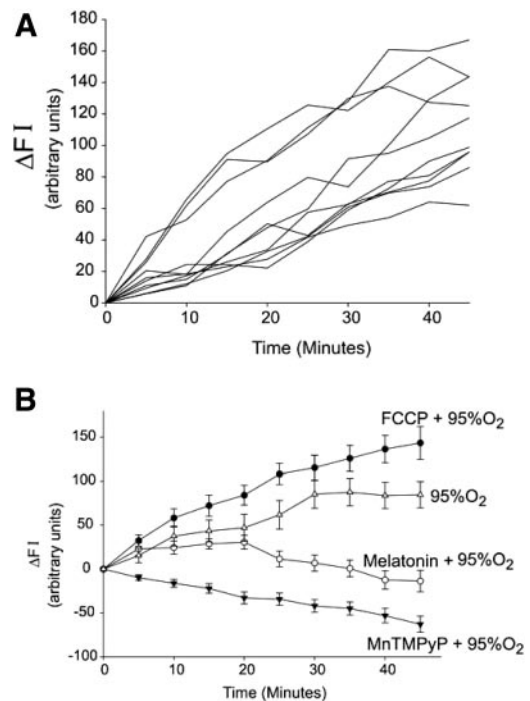 A
180
160
140
120
100
80
60
40
20
0
ΔF I
(arbitrary units)
0 10 20 30 40
Time (Minutes)
B
150
100
50
0
-50
-100
ΔF I
(arbitrary units)
FCCP + 95%O₂
95%O₂
Melatonin + 95%O₂
MnTMPyP + 95%O₂
0 10 20 30 40 50
Time (Minutes)